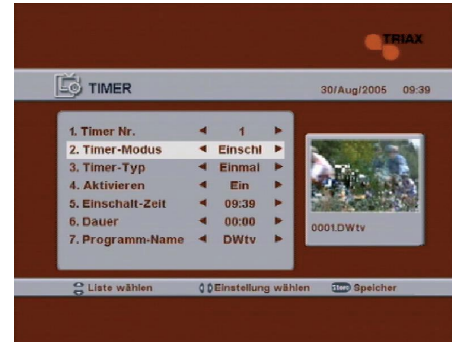 TRIAX
TIMER 30/Aug/2005 09:39
1. Timer Nr. 1
2. Timer-Modus Einschl
3. Timer-Typ Einmal
4. Aktivieren Ein
5. Einschalt-Zeit 09:39
6. Dauer 00:00
7. Programm-Name DWtv
0001.DWtv
Liste wählen Einstellung wählen Speicher